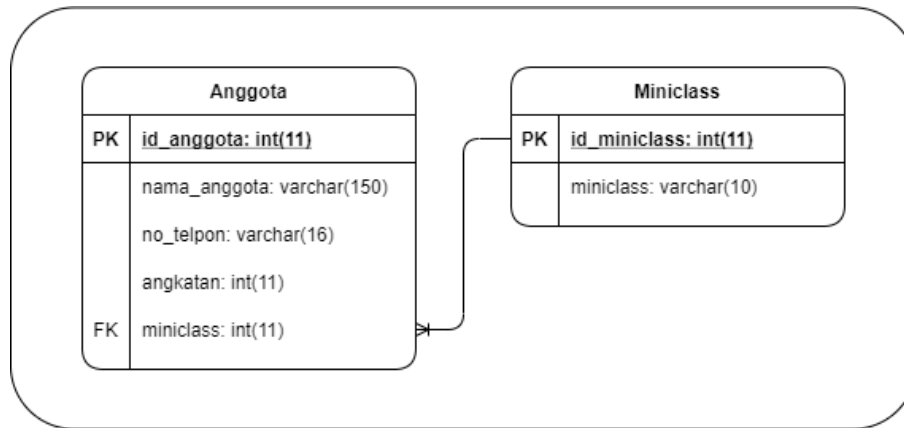 Anggota
PK id_anggota: int(11)
nama_anggota: varchar(150)
no_telpon: varchar(16)
angkatan: int(11)
FK miniclass: int(11)
Miniclass
PK id_miniclass: int(11)
miniclass: varchar(10)